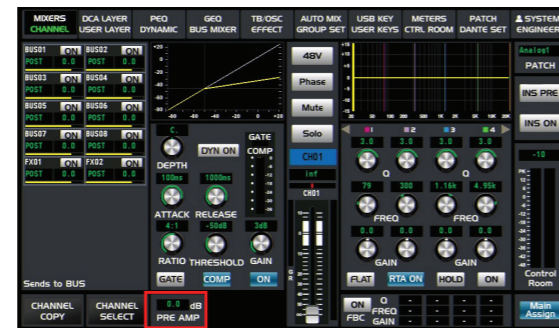 MIXERS DCA LAYER PEQ GEQ TB/OSC AUTO MIX USB KEY METERS PATCH SYSTEM
CHANNEL USER LAYER DYNAMIC BUS MIXER EFFECT GROUP SET USER KEYS CTRL ROOM DANTE SET ENGINEER
BUS01 ON BUS02 ON
POST 0.0 POST 0.0
BUS03 ON BUS04 ON
POST 0.0 POST 0.0
BUS05 ON BUS06 ON
POST 0.0 POST 0.0
BUS07 ON BUS08 ON
POST 0.0 POST 0.0
FX01 ON FX02 ON
POST 0.0 POST 0.0
Sends to BUS
C.
DEPTH
DYN ON
GATE
COMP
100ms 1000ms
ATTACK RELEASE
4:1 -50dB 3dB
RATIO THRESHOLD GAIN
GATE COMP ON
48V
Phase
Mute
Solo
CH01
Inf
CH01
1 2 3 4
3.0 3.0 3.0 3.0
Q Q
79 300 1.16k 4.95k
FREQ FREQ
0.0 0.0 0.0 0.0
GAIN GAIN
FLAT RTA ON HOLD ON
Analog1
PATCH
INS PRE
INS ON
-10
Control
Room
CHANNEL
COPY
CHANNEL
SELECT
0.0 dB
PRE AMP
ON
FBC
Q - - - -
FREQ - - - -
GAIN - - - -
Main
Assign